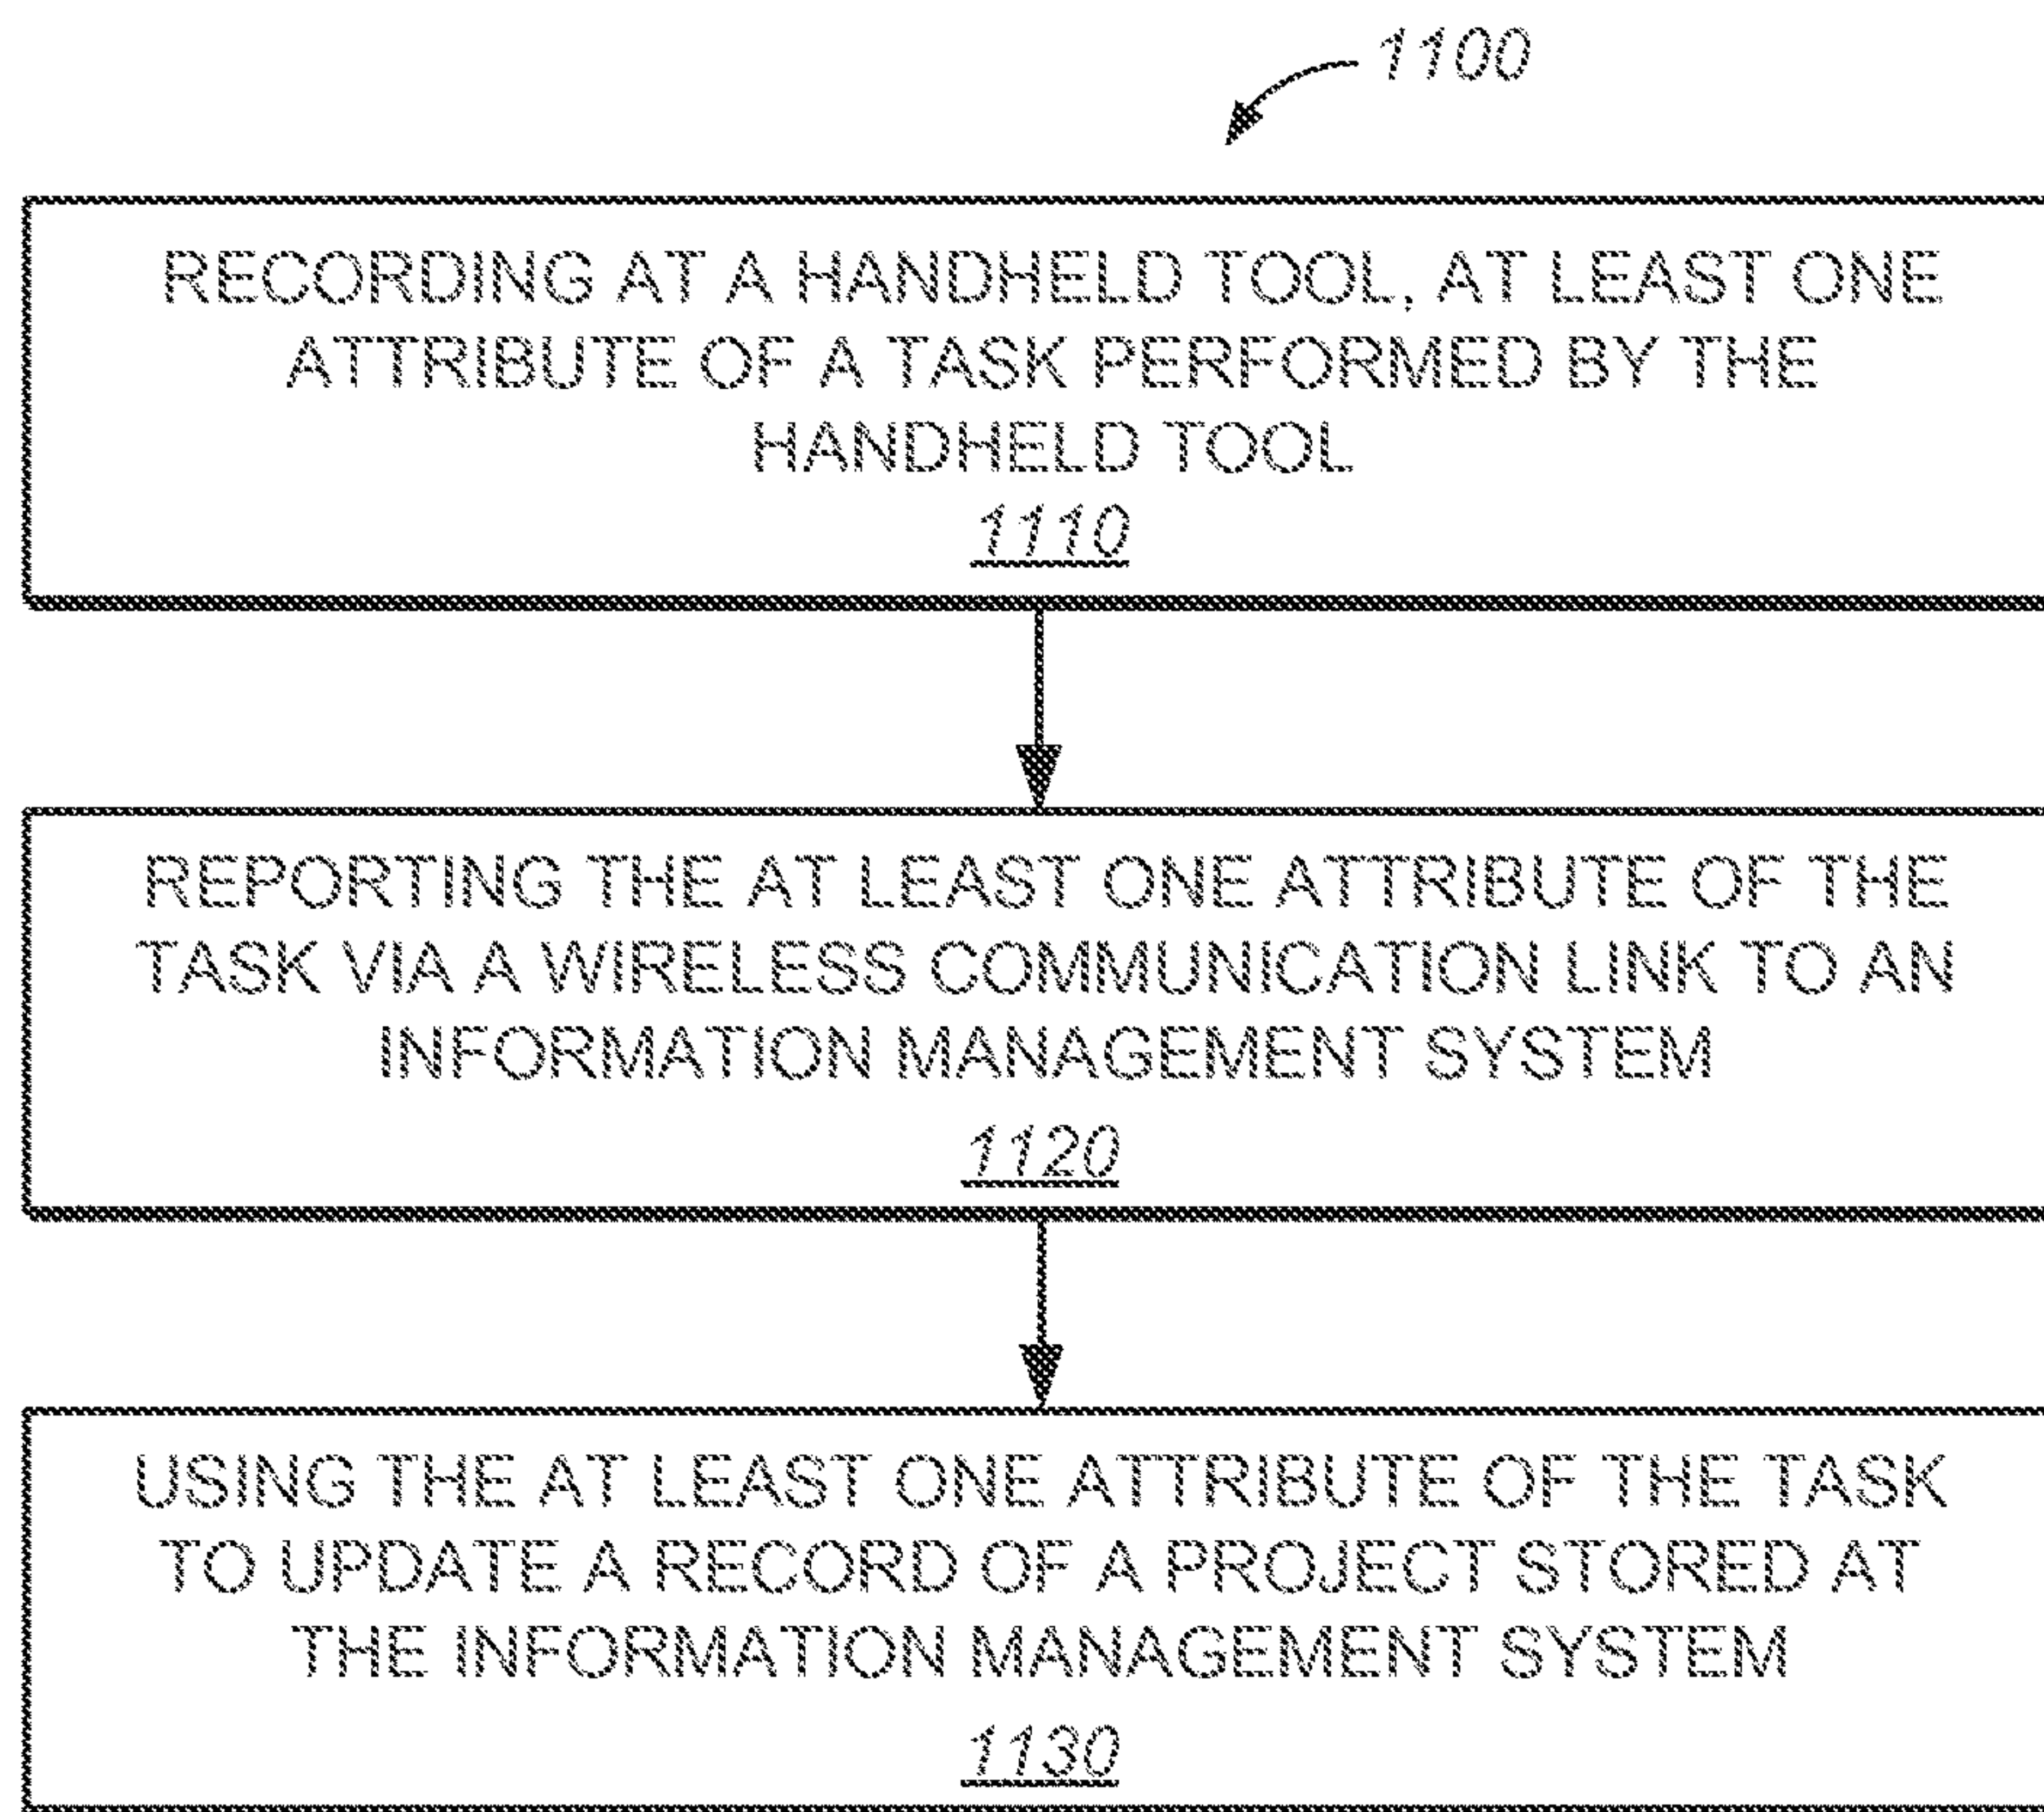 1100
RECORDING AT A HANDHELD TOOL, AT LEAST ONE
ATTRIBUTE OF A TASK PERFORMED BY THE
HANDHELD TOOL
1110
REPORTING THE AT LEAST ONE ATTRIBUTE OF THE
TASK VIA A WIRELESS COMMUNICATION LINK TO AN
INFORMATION MANAGEMENT SYSTEM
1120
USING THE AT LEAST ONE ATTRIBUTE OF THE TASK
TO UPDATE A RECORD OF A PROJECT STORED AT
THE INFORMATION MANAGEMENT SYSTEM
1130